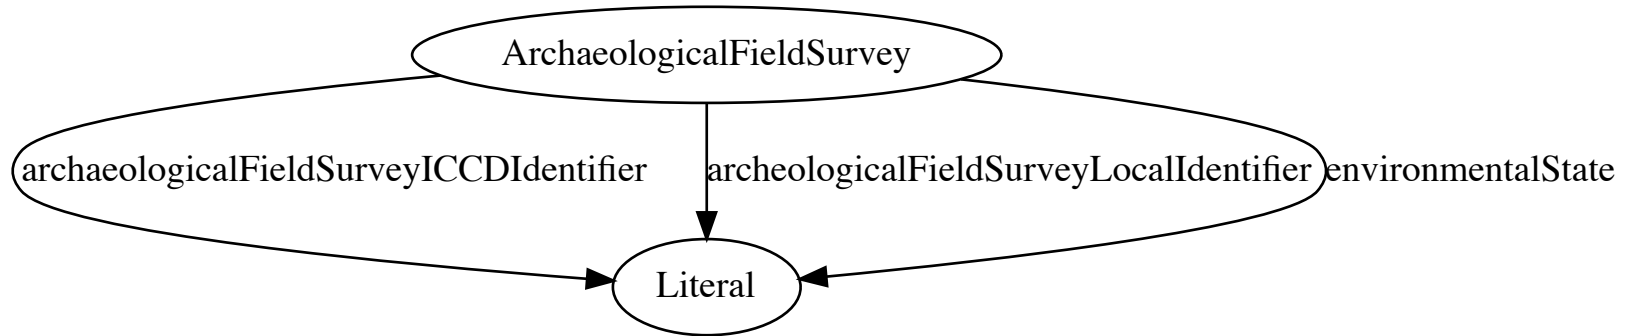 ArchaeologicalFieldSurvey
archaeologicalFieldSurveyICCDIdentifier
archeologicalFieldSurveyLocalIdentifier
environmentalState
Literal